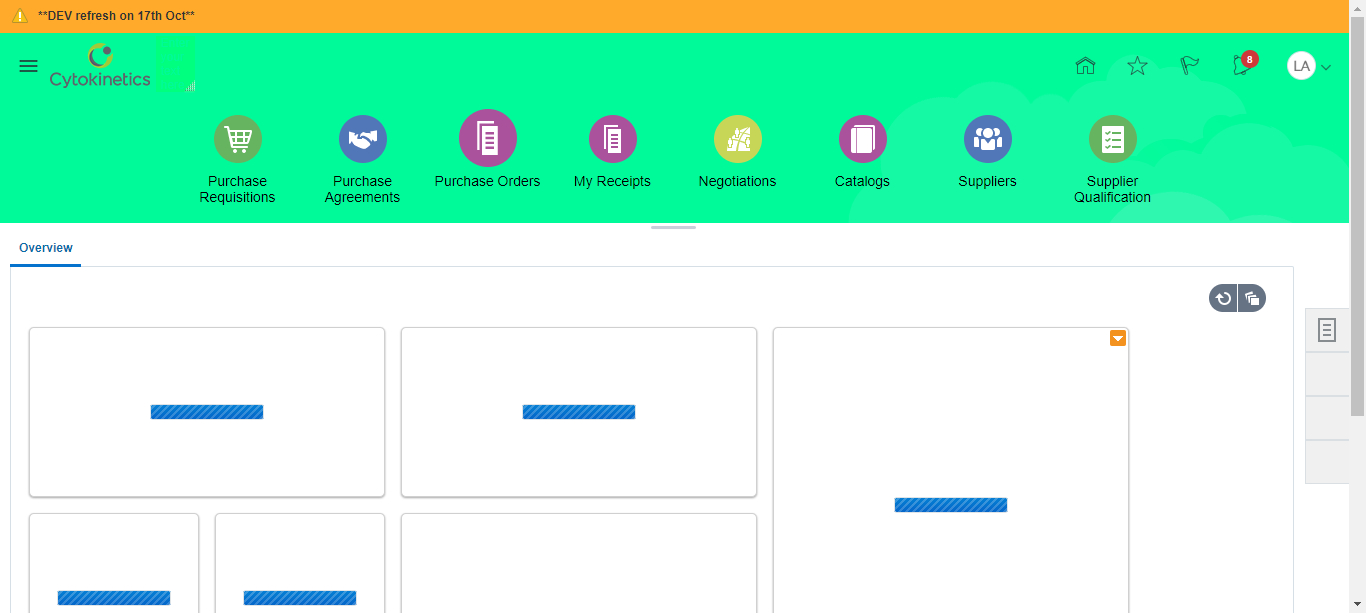 **DEV refresh on 17th Oct**
Cytokinetics
8
LA
Purchase
Requisitions
Purchase
Agreements
Purchase Orders
My Receipts
Negotiations
Catalogs
Suppliers
Supplier
Qualification
Overview